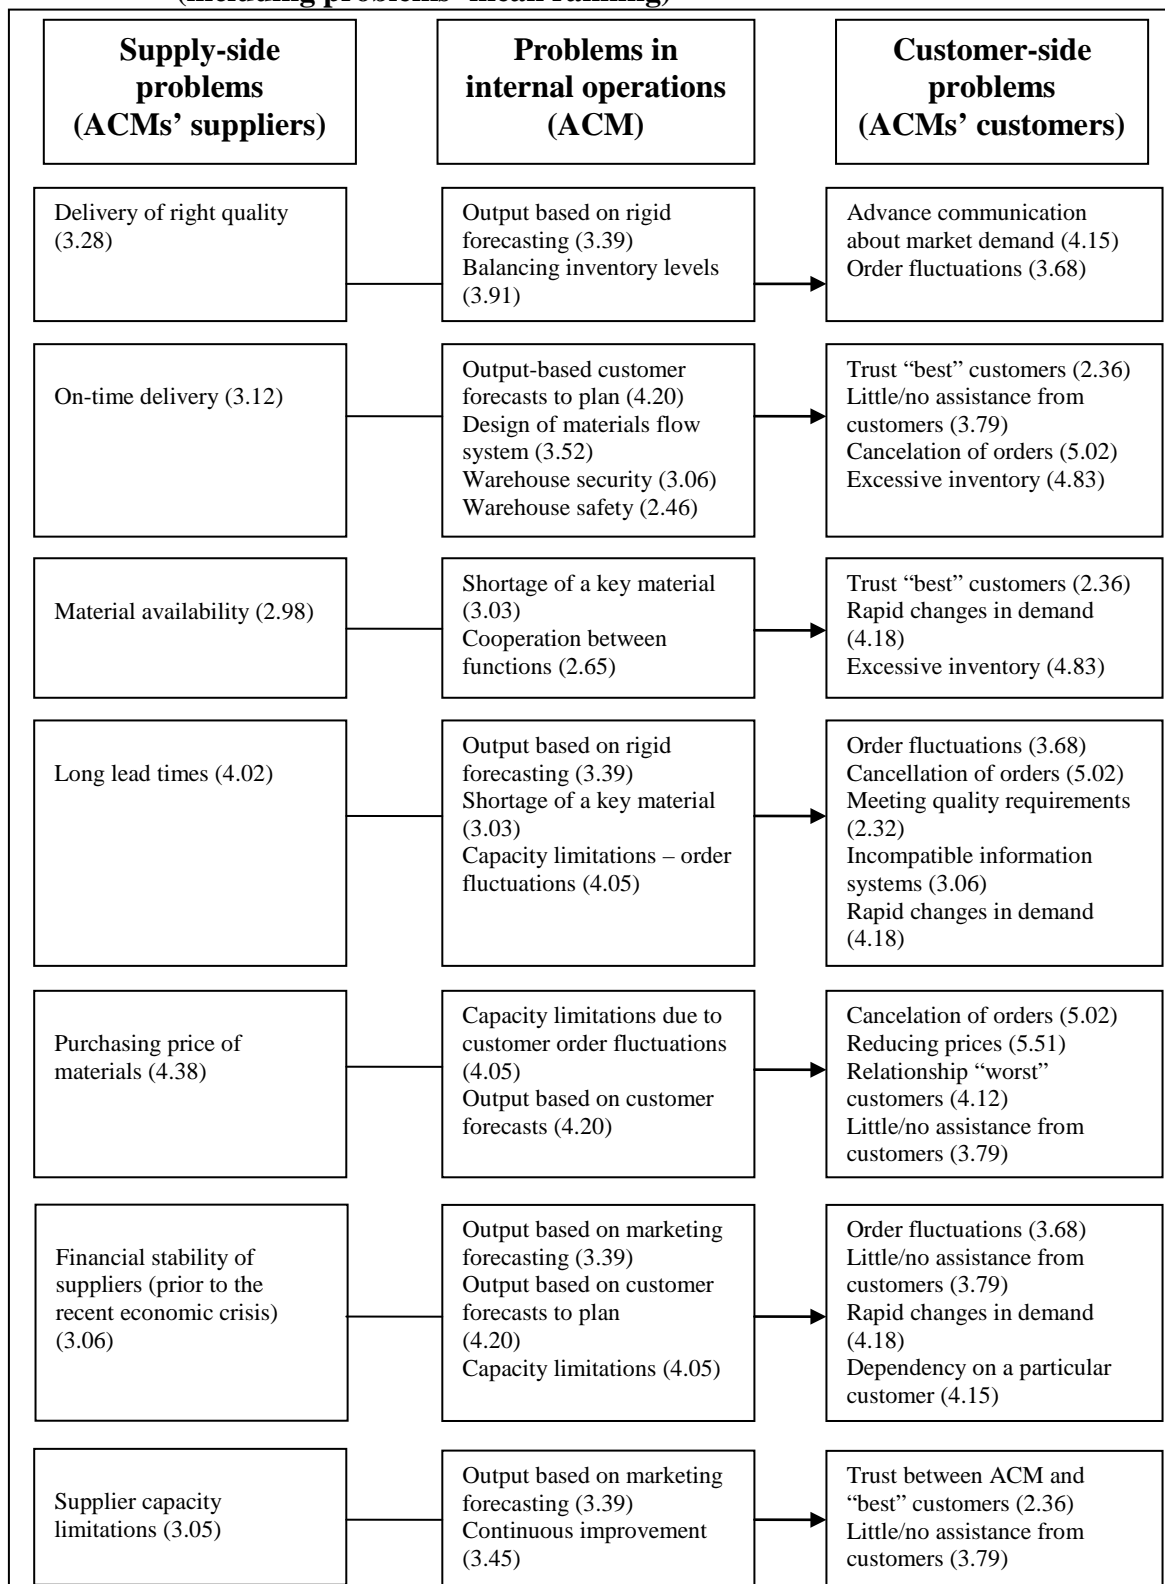 (including problems' mean ranking)
Supply-side
problems
(ACMs' suppliers)
Problems in
internal operations
(ACM)
Customer-side
problems
(ACMs' customers)
Delivery of right quality
(3.28)
Output based on rigid
forecasting (3.39)
Balancing inventory levels
(3.91)
Advance communication
about market demand (4.15)
Order fluctuations (3.68)
On-time delivery (3.12)
Output-based customer
forecasts to plan (4.20)
Design of materials flow
system (3.52)
Warehouse security (3.06)
Warehouse safety (2.46)
Trust “best” customers (2.36)
Little/no assistance from
customers (3.79)
Cancelation of orders (5.02)
Excessive inventory (4.83)
Material availability (2.98)
Shortage of a key material
(3.03)
Cooperation between
functions (2.65)
Trust “best” customers (2.36)
Rapid changes in demand
(4.18)
Excessive inventory (4.83)
Long lead times (4.02)
Output based on rigid
forecasting (3.39)
Shortage of a key material
(3.03)
Capacity limitations – order
fluctuations (4.05)
Order fluctuations (3.68)
Cancellation of orders (5.02)
Meeting quality requirements
(2.32)
Incompatible information
systems (3.06)
Rapid changes in demand
(4.18)
Purchasing price of
materials (4.38)
Capacity limitations due to
customer order fluctuations
(4.05)
Output based on customer
forecasts (4.20)
Cancelation of orders (5.02)
Reducing prices (5.51)
Relationship “worst”
customers (4.12)
Little/no assistance from
customers (3.79)
Financial stability of
suppliers (prior to the
recent economic crisis)
(3.06)
Output based on marketing
forecasting (3.39)
Output based on customer
forecasts to plan
(4.20)
Capacity limitations (4.05)
Order fluctuations (3.68)
Little/no assistance from
customers (3.79)
Rapid changes in demand
(4.18)
Dependency on a particular
customer (4.15)
Supplier capacity
limitations (3.05)
Output based on marketing
forecasting (3.39)
Continuous improvement
(3.45)
Trust between ACM and
“best” customers (2.36)
Little/no assistance from
customers (3.79)